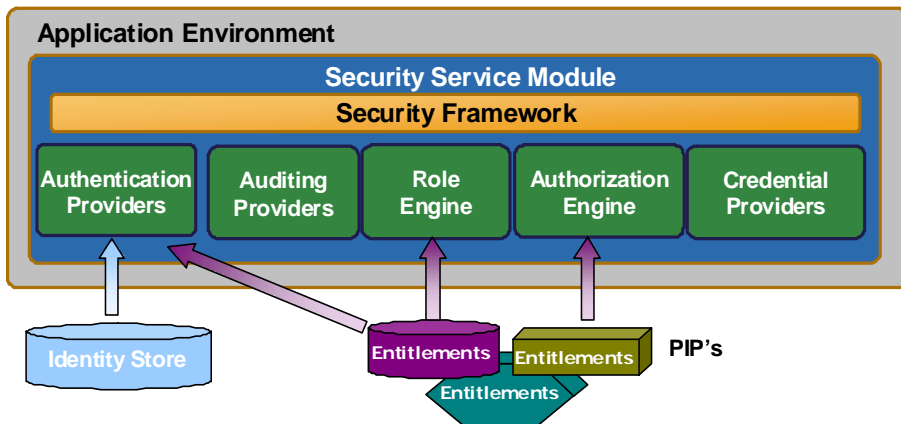 Application Environment
Security Service Module
Security Framework
Authentication
Providers
Auditing
Providers
Role
Engine
Authorization
Engine
Credential
Providers
Identity Store
Entitlements
Entitlements
PIP's
Entitlements